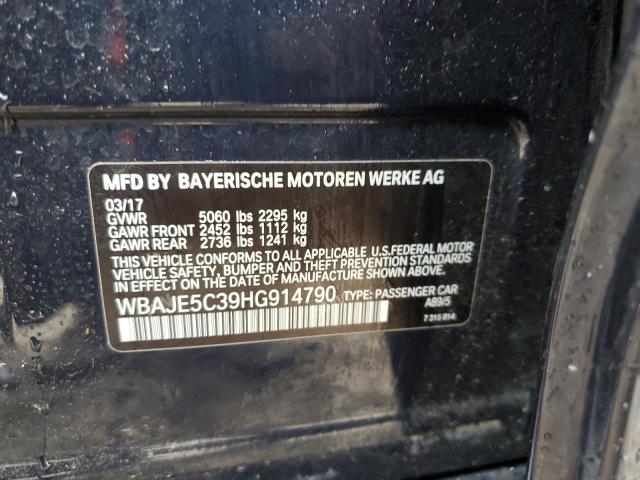 MFD BY BAYERISCHE MOTOREN WERKE AG
03/17
GVWR 5060 lbs 2295 kg
GAWR FRONT 2452 lbs 1112 kg
GAWR REAR 2736 lbs 1241 kg
THIS VEHICLE CONFORMS TO ALL APPLICABLE U.S.FEDERAL MOTOR
VEHICLE SAFETY, BUMPER, AND THEFT PREVENTION STANDARDS
IN EFFECT ON THE DATE OF MANUFACTURE SHOWN ABOVE.
WBAJE5C39HG914790 TYPE: PASSENGER CAR
A89/5
7 315 814